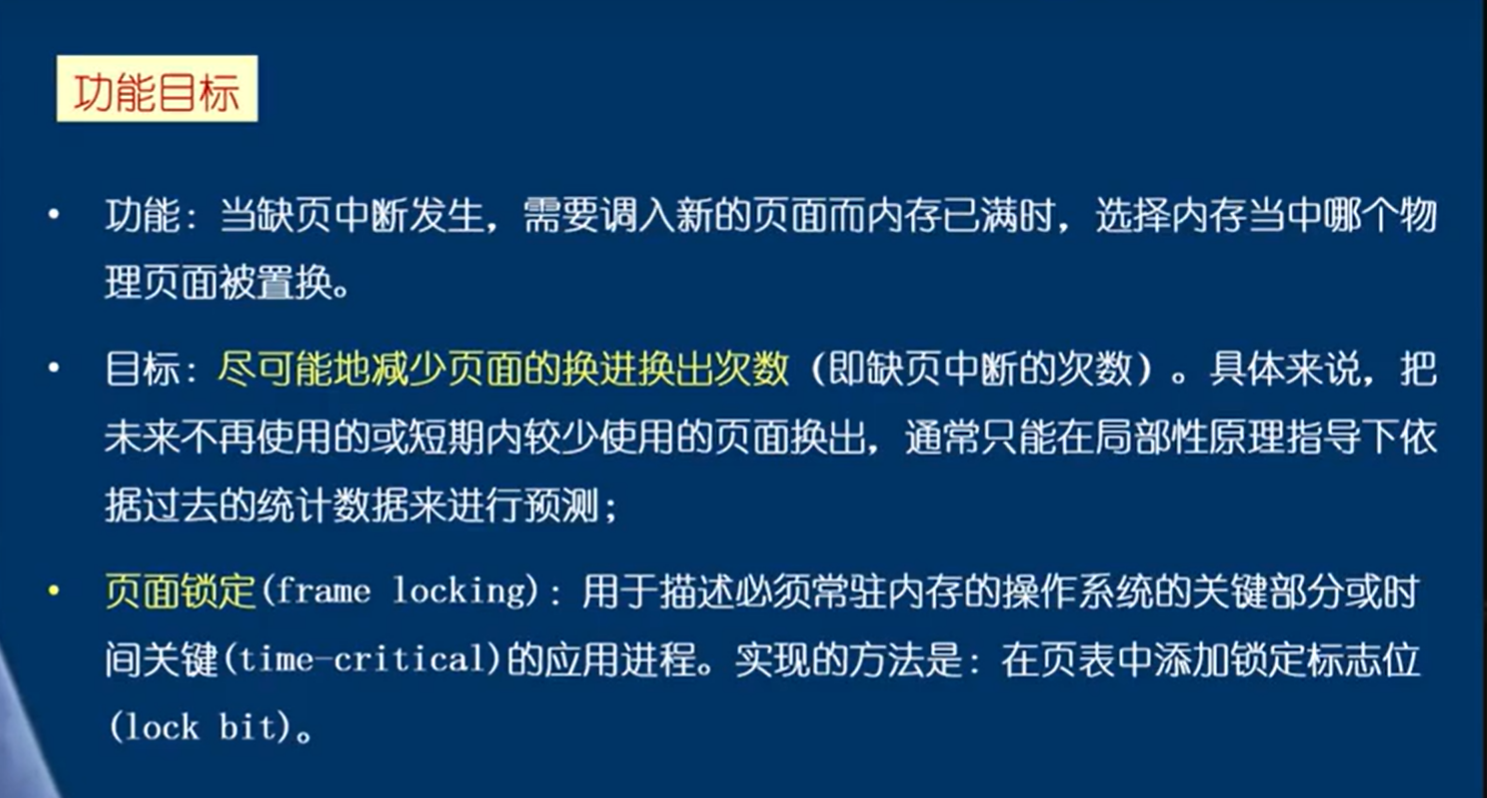 功能目标
• 功能：当缺页中断发生，需要调入新的页面而内存已满时，选择内存当中哪个物
理页面被置换。
• 目标：尽可能地减少页面的换进换出次数（即缺页中断的次数）。具体来说，把
未来不再使用的或短期内较少使用的页面换出，通常只能在局部性原理指导下依
据过去的统计数据来进行预测；
• 页面锁定(frame locking)：用于描述必须常驻内存的操作系统的关键部分或时
间关键(time-critical)的应用进程。实现的方法是：在页表中添加锁定标志位
(lock bit)。